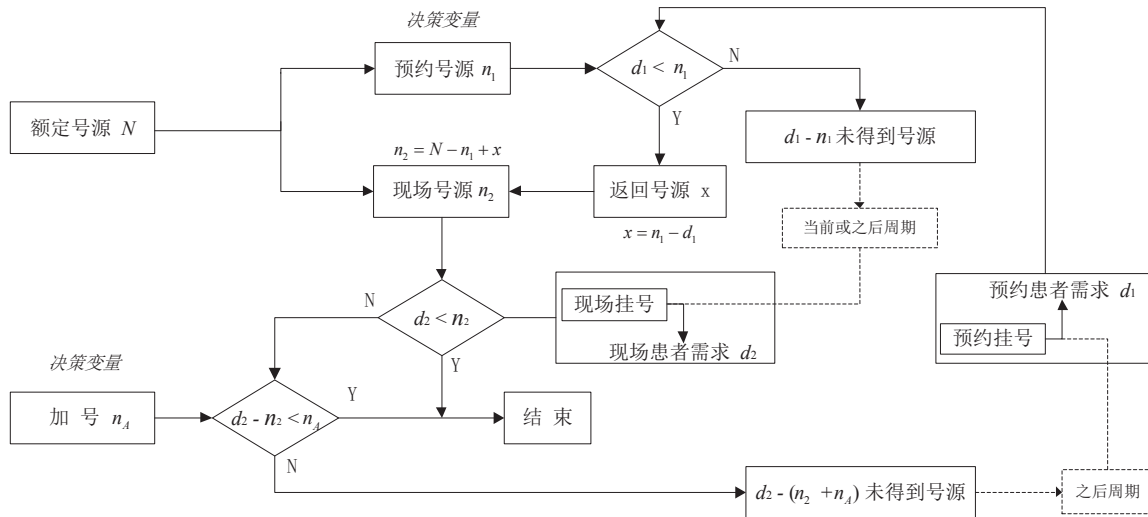 决策变量
预约号源 n₁
d₁ < n₁
N
Y
额定号源 N
d₁ - n₁ 未得到号源
n₂ = N − n₁ + x
现场号源 n₂
返回号源 x
x = n₁ − d₁
当前或之后周期
预约患者需求 d₁
预约挂号
现场挂号
现场患者需求 d₂
N
d₂ < n₂
Y
决策变量
加 号 n_A
d₂ - n₂ < n_A
Y
结 束
N
d₂ − (n₂ + n_A) 未得到号源
之后周期